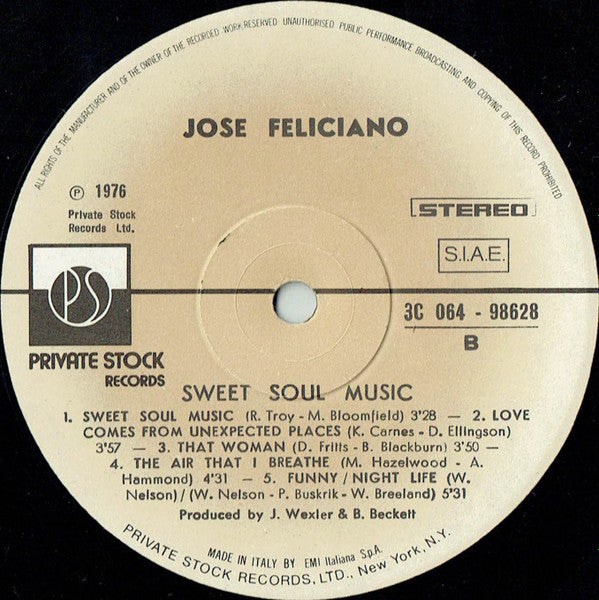 ALL RIGHTS OF THE MANUFACTURER AND OF THE OWNER OF THE RECORDED WORK RESERVED UNAUTHORISED PUBLIC PERFORMANCE BROADCASTING AND COPYING OF THIS RECORD PROHIBITED
JOSE FELICIANO
℗ 1976
Private Stock
Records Ltd.
STEREO
S.I.A.E.
PS
3C 064 - 98628
B
PRIVATE STOCK
RECORDS
SWEET SOUL MUSIC
1. SWEET SOUL MUSIC (R. Troy - M. Bloomfield) 3'28 — 2. LOVE
COMES FROM UNEXPECTED PLACES (K. Carnes - D. Ellingson)
3'57 — 3. THAT WOMAN (D. Fritts - B. Blackburn) 3'50 —
4. THE AIR THAT I BREATHE (M. Hazelwood - A.
Hammond) 4'31 — 5. FUNNY / NIGHT LIFE (W.
Nelson) / (W. Nelson - P. Buskrik - W. Breeland) 5'31
Produced by J. Wexler & B. Beckett
MADE IN ITALY BY EMI Italiana S.p.A.
PRIVATE STOCK RECORDS, LTD., New York, N.Y.